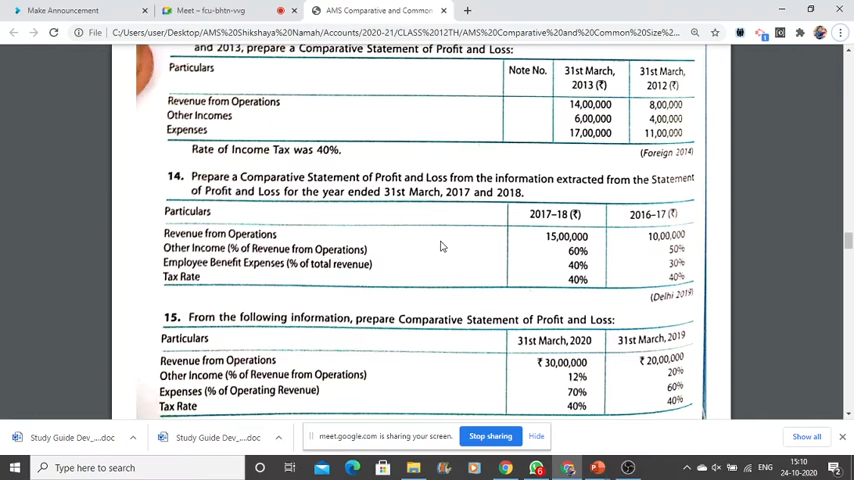 Make Announcement
Meet – fcu-bhtn-vvg
AMS Comparative and Common
File
C:/Users/user/Desktop/AMS%20Shikshaya%20Namah/Accounts/2020-21/CLASS%2012TH/AMS%20Comparative%20and%20Common%20Size%2...
and 2013, prepare a Comparative Statement of Profit and Loss:
Particulars Note No. 31st March, 2013 (₹) 31st March, 2012 (₹)
Revenue from Operations 14,00,000 8,00,000
Other Incomes 6,00,000 4,00,000
Expenses 17,00,000 11,00,000
Rate of Income Tax was 40%. (Foreign 2014)
14. Prepare a Comparative Statement of Profit and Loss from the information extracted from the Statement
of Profit and Loss for the year ended 31st March, 2017 and 2018.
Particulars 2017–18 (₹) 2016–17 (₹)
Revenue from Operations 15,00,000 10,00,000
Other Income (% of Revenue from Operations) 60% 50%
Employee Benefit Expenses (% of total revenue) 40% 30%
Tax Rate 40% 40%
(Delhi 2019)
15. From the following information, prepare Comparative Statement of Profit and Loss:
Particulars 31st March, 2020 31st March, 2019
Revenue from Operations ₹ 30,00,000 ₹ 20,00,000
Other Income (% of Revenue from Operations) 12% 20%
Expenses (% of Operating Revenue) 70% 60%
Tax Rate 40% 40%
Study Guide Dev_....doc
Study Guide Dev_....doc
meet.google.com is sharing your screen.
Stop sharing
Hide
Show all
Type here to search
ENG
15:10
24-10-2020